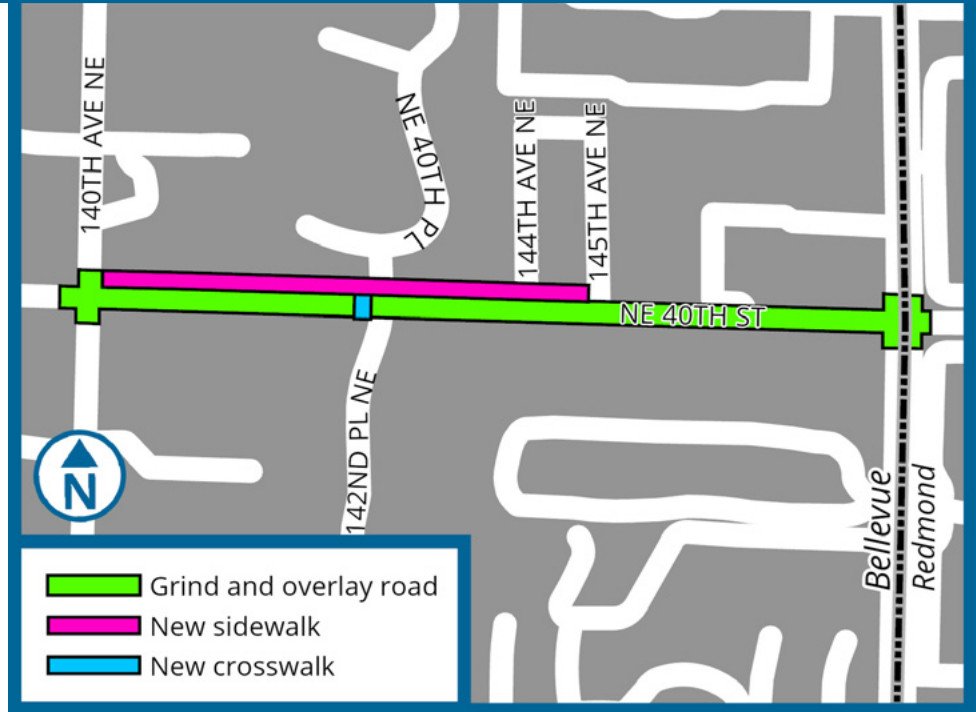 140TH AVE NE
NE 40TH PL
144TH AVE NE
145TH AVE NE
NE 40TH ST
142ND PL NE
N
Bellevue
Redmond
Grind and overlay road
New sidewalk
New crosswalk